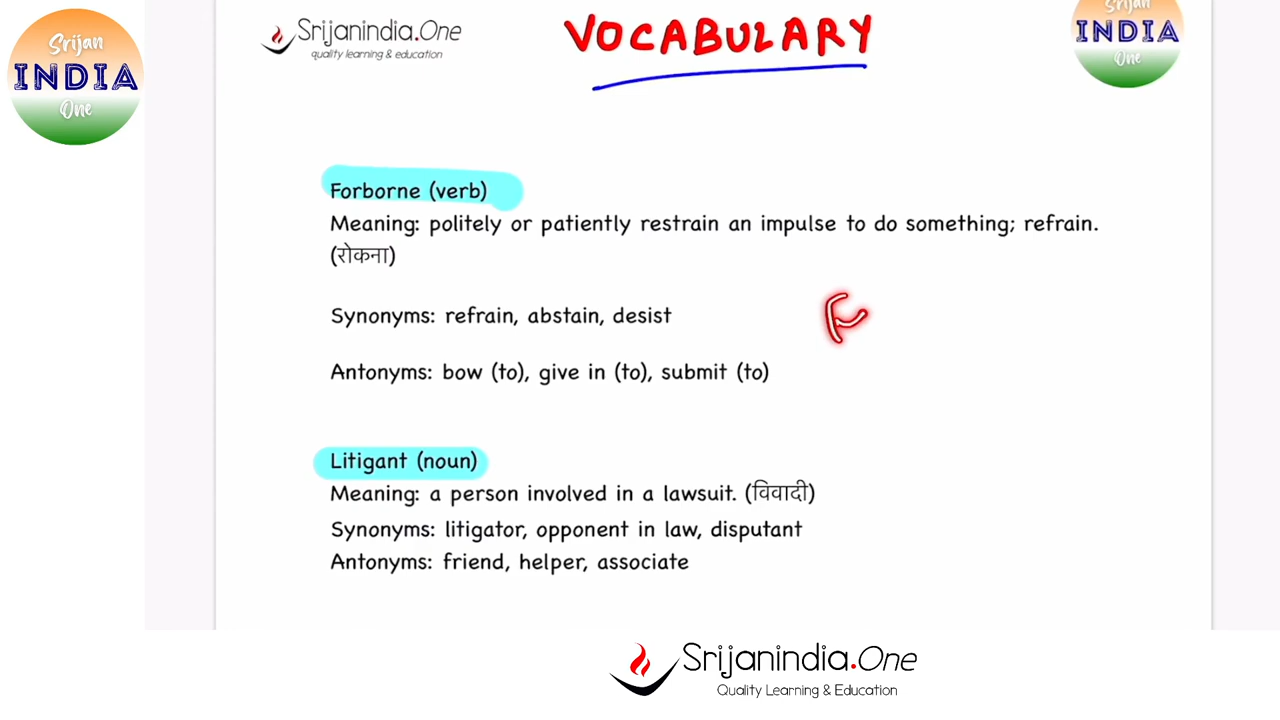 Srijan
INDIA
One
Srijanindia.One
quality learning & education
VOCABULARY
Srijan
INDIA
One
Forborne (verb)
Meaning: politely or patiently restrain an impulse to do something; refrain.
(रोकना)
Synonyms: refrain, abstain, desist
Antonyms: bow (to), give in (to), submit (to)
Litigant (noun)
Meaning: a person involved in a lawsuit. (विवादी)
Synonyms: litigator, opponent in law, disputant
Antonyms: friend, helper, associate
Srijanindia.One
Quality Learning & Education